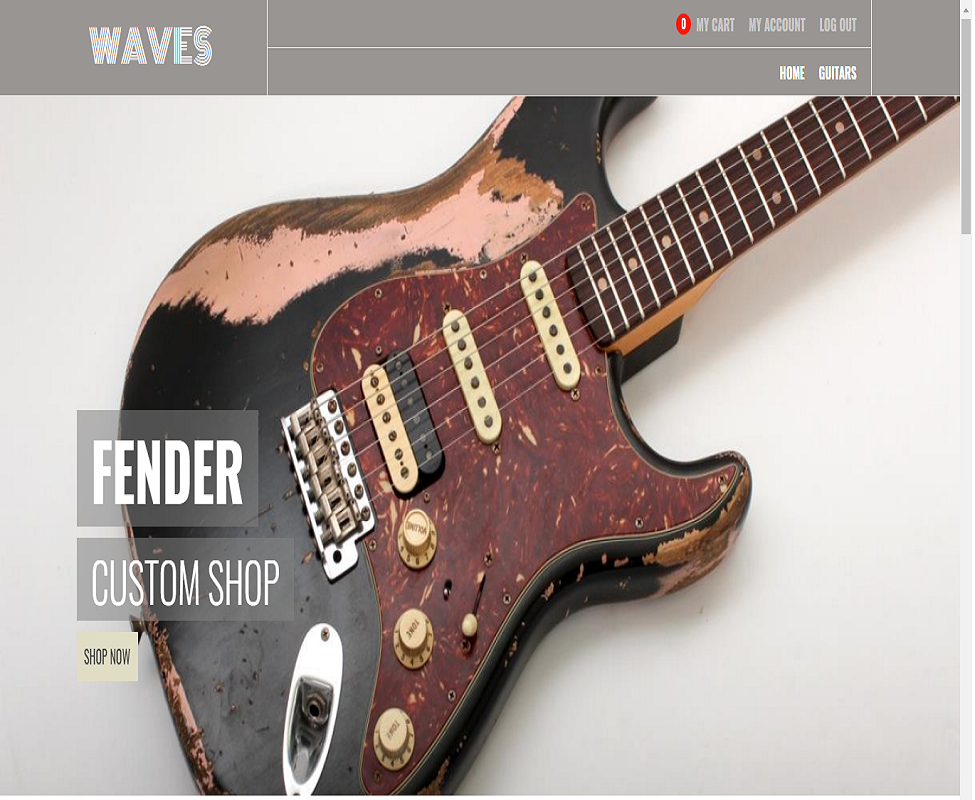 WAVES
0 MY CART MY ACCOUNT LOG OUT
HOME GUITARS
FENDER
CUSTOM SHOP
SHOP NOW
VOLUME
TONE
TONE